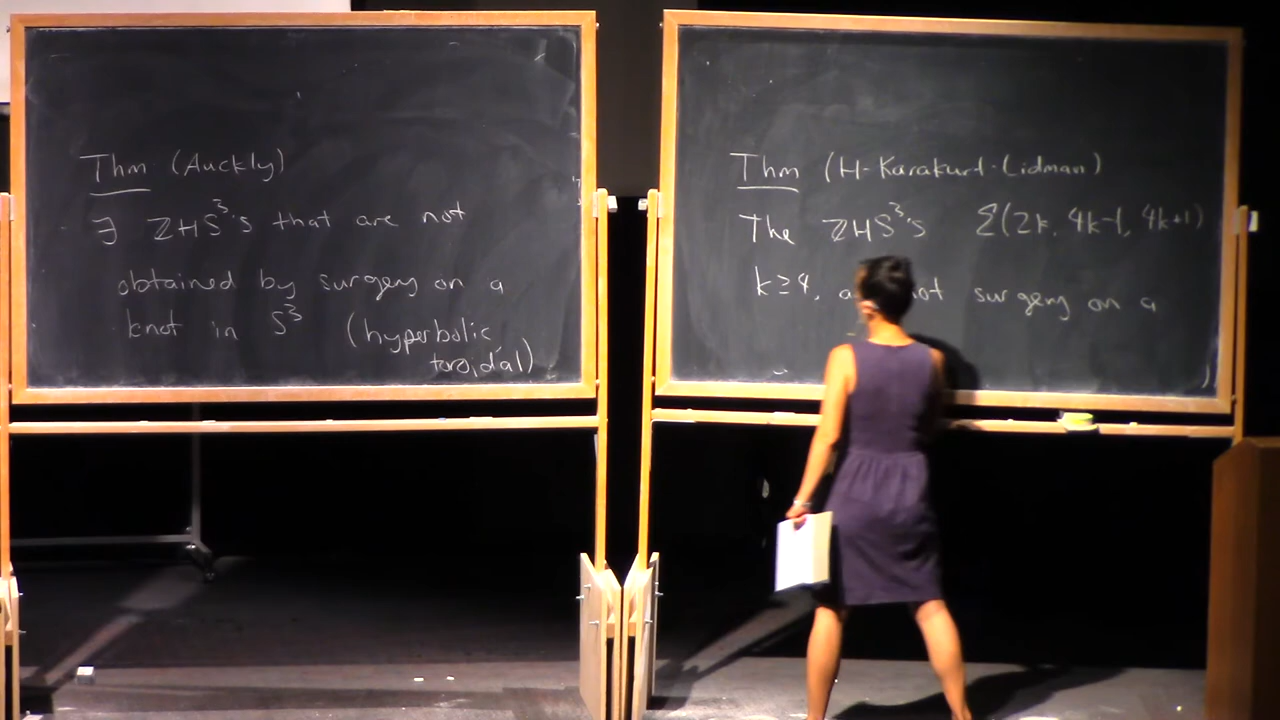 Thm (Auckly)
∃ ZHS³'s that are not
obtained by surgery on a
knot in S³ (hyperbolic,
toroidal)
Thm (H-Karakurt-Lidman)
The ZHS³'s Σ(2k, 4k-1, 4k+1)
k≥4, surgery on a